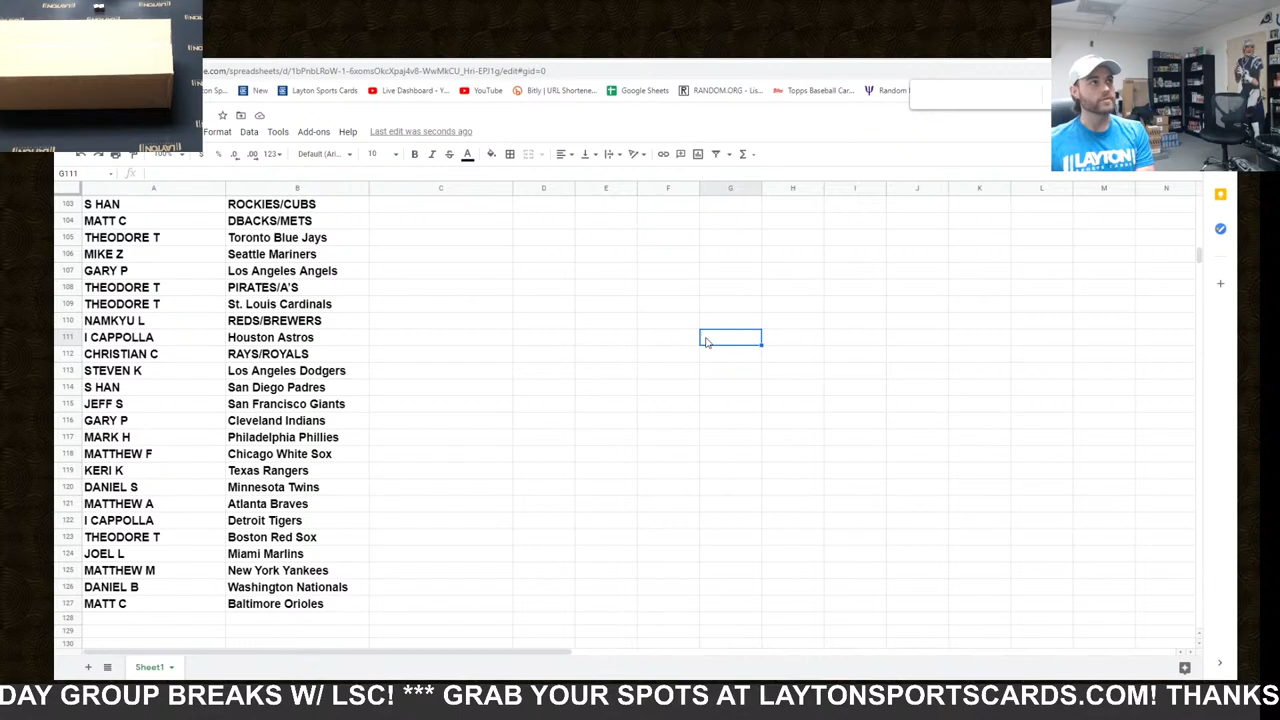 .com/spreadsheets/d/1bPnbLRoW-1-6xomsOkcXpaj4v8-WwMkCU_Hri-EPJ1g/edit#gid=0
New
Layton Sports Cards
Live Dashboard - Y...
YouTube
Bitly | URL Shortene...
Google Sheets
RANDOM.ORG - Lis...
Topps Baseball Car...
Random
Format Data Tools Add-ons Help Last edit was seconds ago
100% .0 .00 123 Default (Ari... 10 B I S A
G111 fx
A B C D E F G H I J K L M N
103 S HAN ROCKIES/CUBS
104 MATT C DBACKS/METS
105 THEODORE T Toronto Blue Jays
106 MIKE Z Seattle Mariners
107 GARY P Los Angeles Angels
108 THEODORE T PIRATES/A'S
109 THEODORE T St. Louis Cardinals
110 NAMKYU L REDS/BREWERS
111 I CAPPOLLA Houston Astros
112 CHRISTIAN C RAYS/ROYALS
113 STEVEN K Los Angeles Dodgers
114 S HAN San Diego Padres
115 JEFF S San Francisco Giants
116 GARY P Cleveland Indians
117 MARK H Philadelphia Phillies
118 MATTHEW F Chicago White Sox
119 KERI K Texas Rangers
120 DANIEL S Minnesota Twins
121 MATTHEW A Atlanta Braves
122 I CAPPOLLA Detroit Tigers
123 THEODORE T Boston Red Sox
124 JOEL L Miami Marlins
125 MATTHEW M New York Yankees
126 DANIEL B Washington Nationals
127 MATT C Baltimore Orioles
128
129
130
Sheet1
LAYTON
DAY GROUP BREAKS W/ LSC! *** GRAB YOUR SPOTS AT LAYTONSPORTSCARDS.COM! THANKS